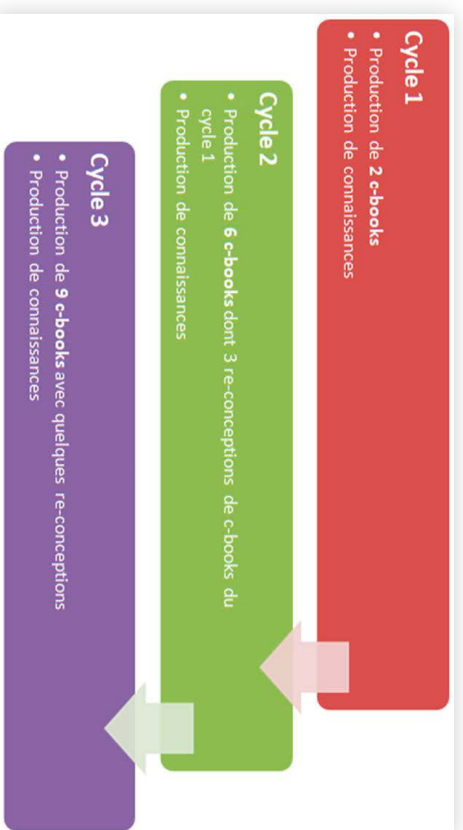 Cycle 1
• Production de 2 c-books
• Production de connaissances
Cycle 2
• Production de 6 c-books dont 3 re-conceptions de c-books du
cycle 1
• Production de connaissances
Cycle 3
• Production de 9 c-books avec quelques re-conceptions
• Production de connaissances